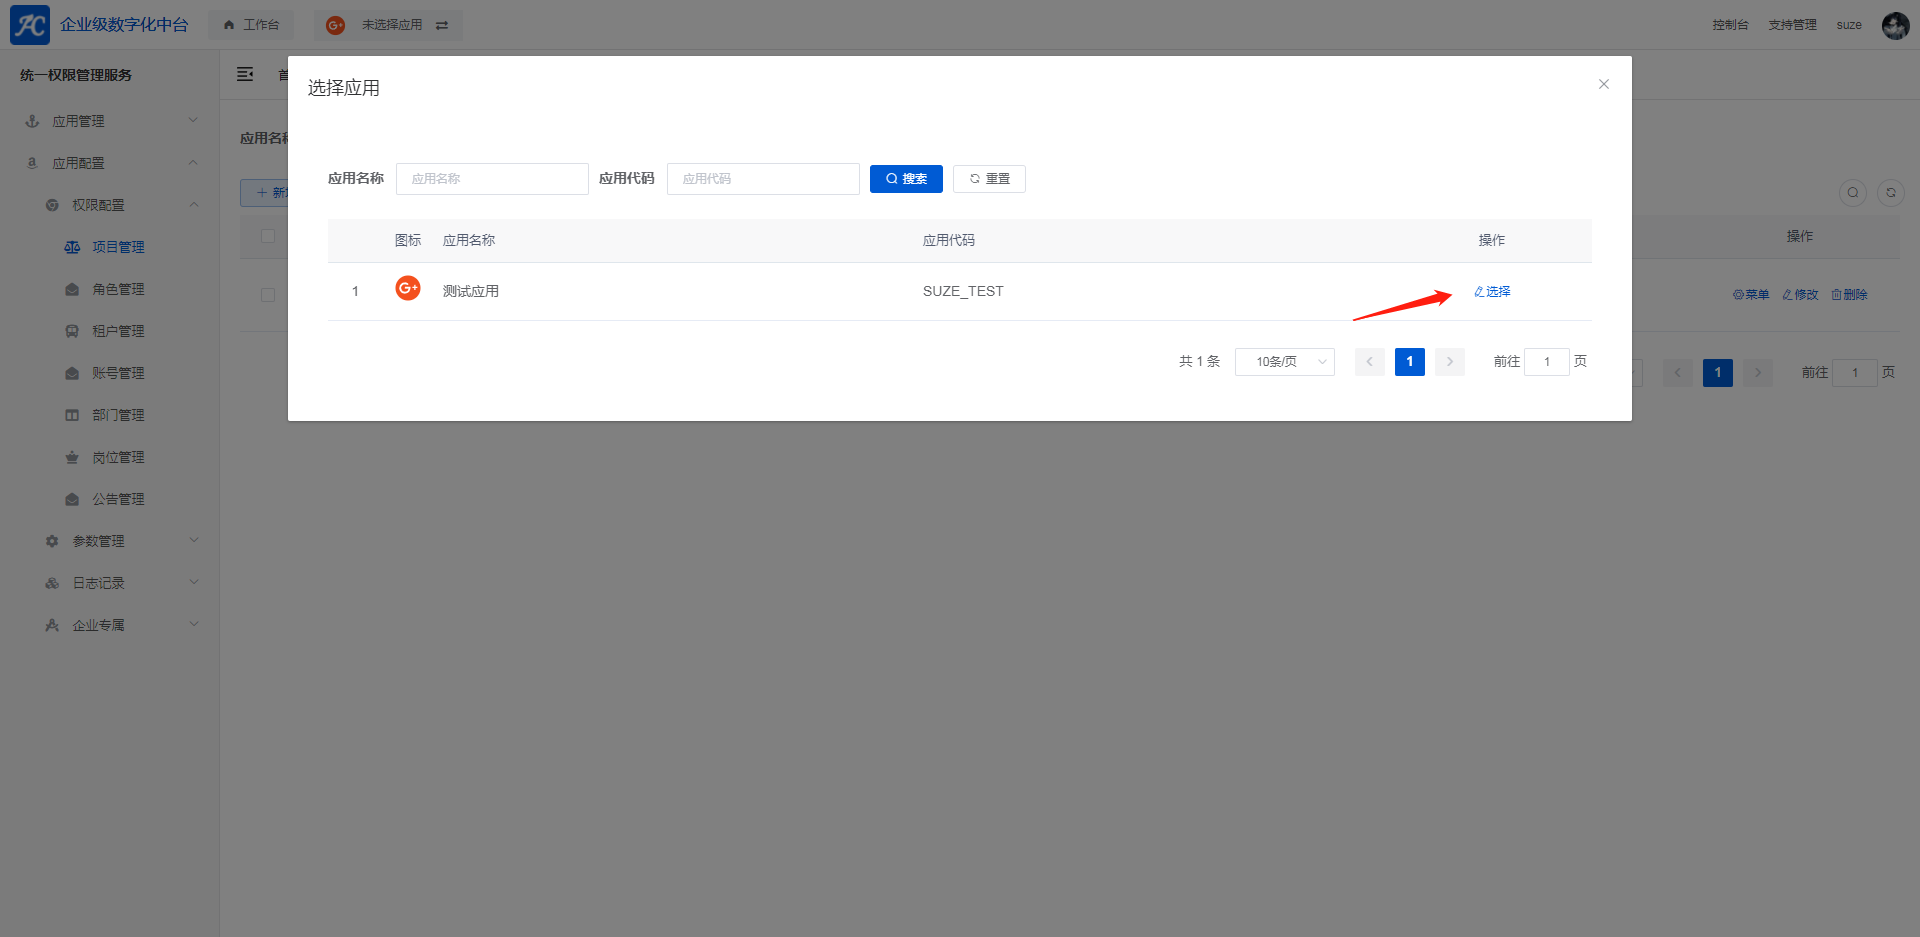 企业级数字化中台
工作台
未选择应用
控制台
支持管理
suze
统一权限管理服务
应用管理
应用配置
权限配置
项目管理
角色管理
租户管理
账号管理
部门管理
岗位管理
公告管理
参数管理
日志记录
企业专属
选择应用
应用名称 应用名称 应用代码 应用代码 搜索 重置
图标 应用名称 应用代码 操作
1 G+ 测试应用 SUZE_TEST 选择
共 1 条 10条/页 1 前往 1 页
应用名称
操作
菜单 修改 删除
1 前往 1 页